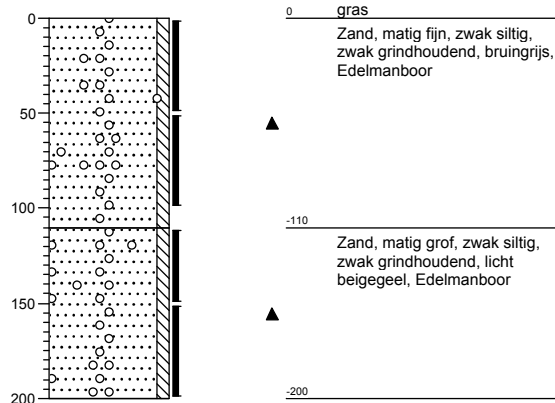 0
50
100
150
200
0
gras
Zand, matig fijn, zwak siltig,
zwak grindhoudend, bruingrijs,
Edelmanboor
-110
Zand, matig grof, zwak siltig,
zwak grindhoudend, licht
beigegeel, Edelmanboor
-200